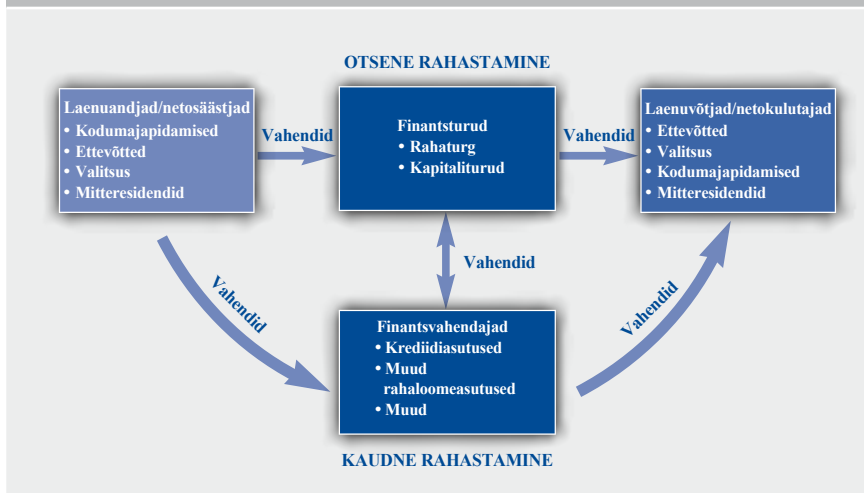 OTSENE RAHASTAMINE
Laenuandjad/netosäästjad
• Kodumajapidamised
• Ettevõtted
• Valitsus
• Mitteresidendid
Vahendid
Finantsturud
• Rahaturg
• Kapitaliturud
Vahendid
Laenuvõtjad/netokulutajad
• Ettevõtted
• Valitsus
• Kodumajapidamised
• Mitteresidendid
Vahendid
Vahendid
Vahendid
Finantsvahendajad
• Krediidiasutused
• Muud
rahaloomeasutused
• Muud
KAUDNE RAHASTAMINE